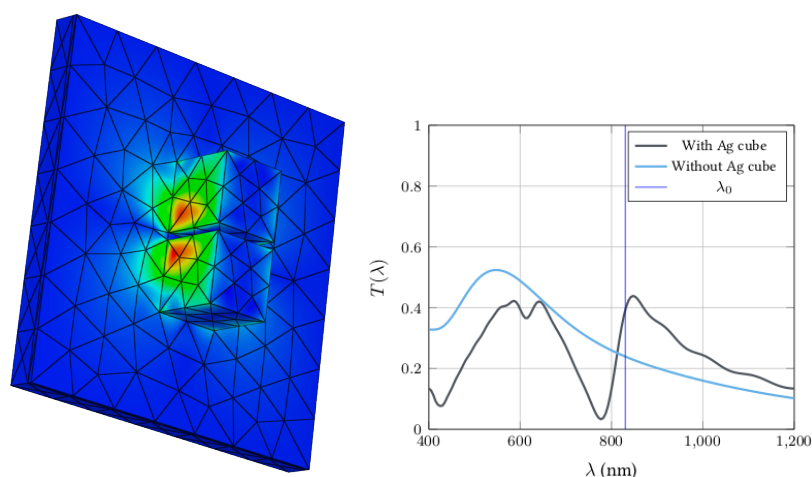 1
0.8
0.6
0.4
0.2
0
400
600
800
1,000
1,200
T(λ)
λ (nm)
With Ag cube
Without Ag cube
λ₀